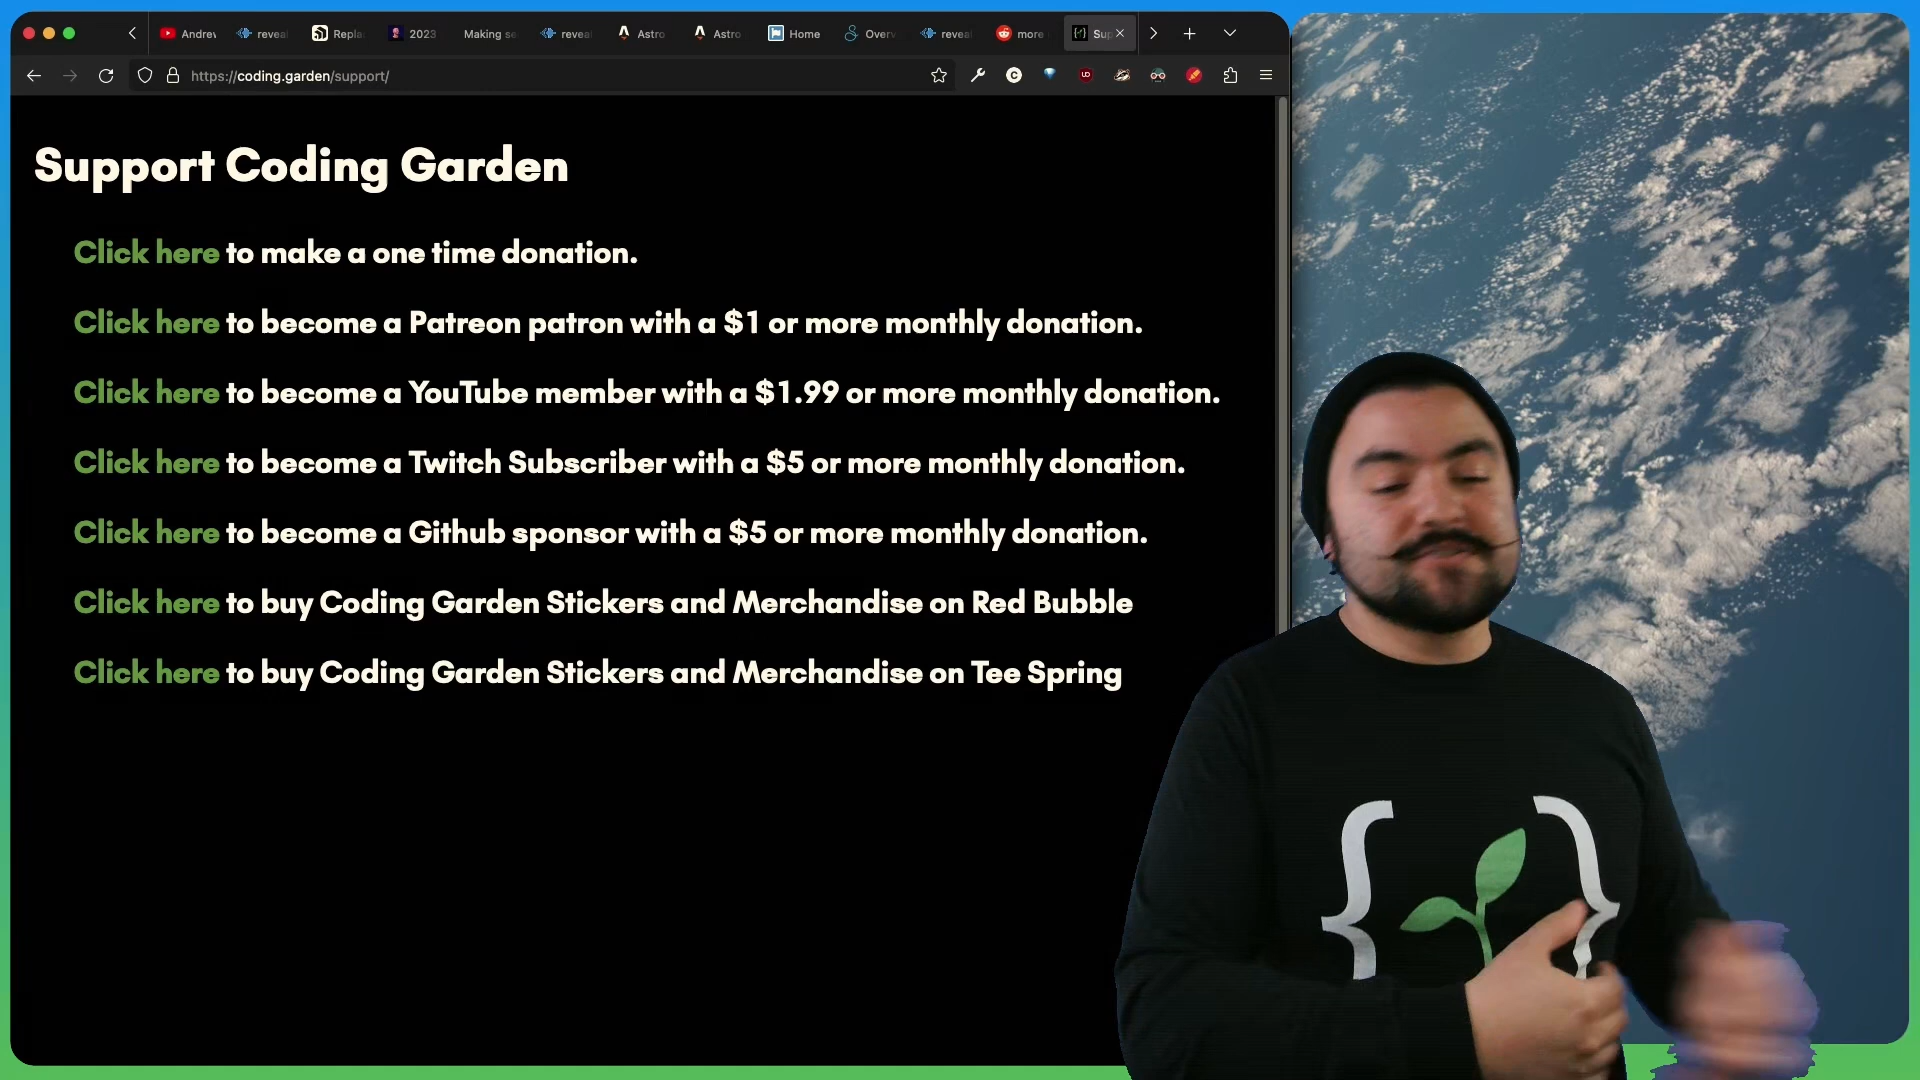 Andrev
revea
Repla
2023
Making se
revea
Astro
Astro
Home
Overv
revea
more
Sup
https://coding.garden/support/
Support Coding Garden
Click here to make a one time donation.
Click here to become a Patreon patron with a $1 or more monthly donation.
Click here to become a YouTube member with a $1.99 or more monthly donation.
Click here to become a Twitch Subscriber with a $5 or more monthly donation.
Click here to become a Github sponsor with a $5 or more monthly donation.
Click here to buy Coding Garden Stickers and Merchandise on Red Bubble
Click here to buy Coding Garden Stickers and Merchandise on Tee Spring
{ }